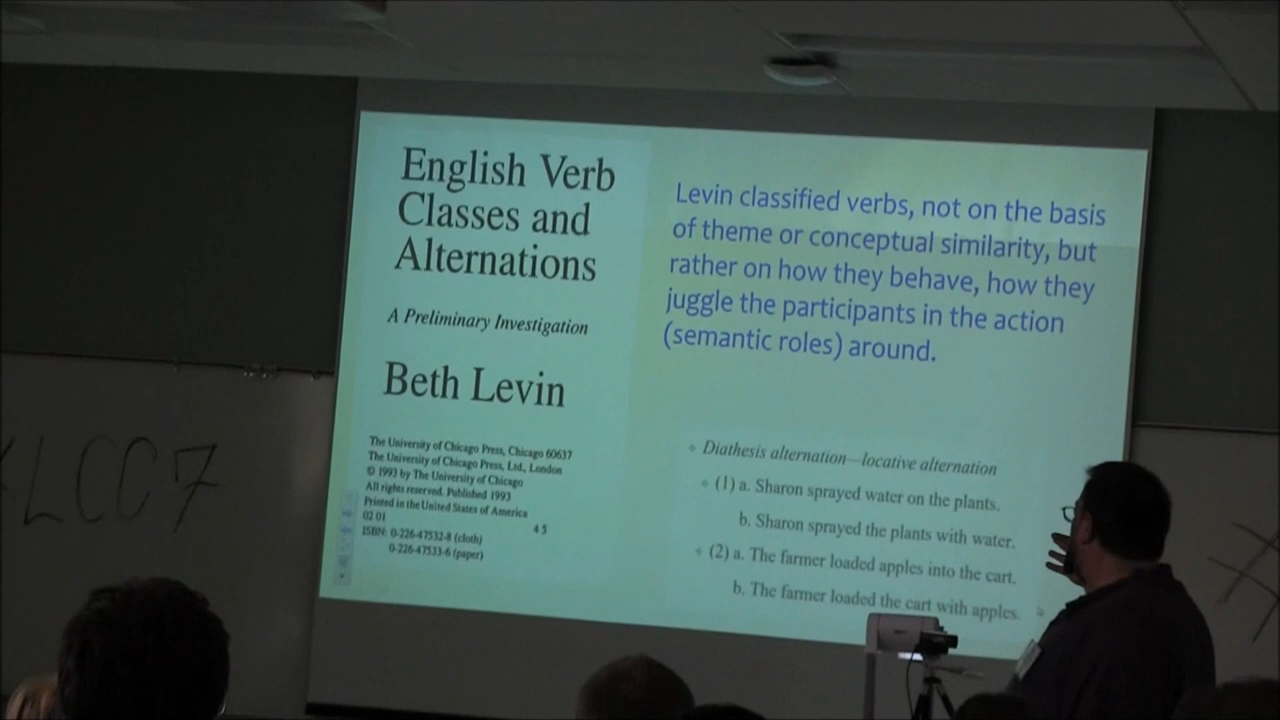 English Verb
Classes and
Alternations
A Preliminary Investigation
Beth Levin
The University of Chicago Press, Chicago 60637
The University of Chicago Press, Ltd., London
© 1993 by The University of Chicago
All rights reserved. Published 1993
Printed in the United States of America
02 01 4 5
ISBN: 0-226-47532-8 (cloth)
0-226-47533-6 (paper)
Levin classified verbs, not on the basis
of theme or conceptual similarity, but
rather on how they behave, how they
juggle the participants in the action
(semantic roles) around.
Diathesis alternation—locative alternation
(1) a. Sharon sprayed water on the plants.
b. Sharon sprayed the plants with water.
(2) a. The farmer loaded apples into the cart.
b. The farmer loaded the cart with apples.
LCC7